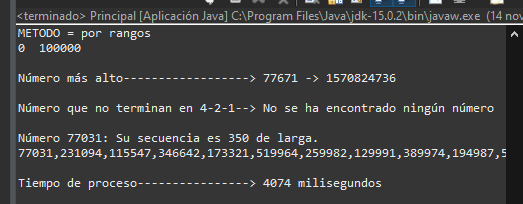 <terminado> Principal [Aplicación Java] C:\Program Files\Java\jdk-15.0.2\bin\javaw.exe (14 nov
METODO = por rangos
0  100000
Número más alto------------------> 77671 -> 1570824736
Número que no terminan en 4-2-1--> No se ha encontrado ningún número
Número 77031: Su secuencia es 350 de larga.
77031,231094,115547,346642,173321,519964,259982,129991,389974,194987,5
Tiempo de proceso----------------> 4074 milisegundos